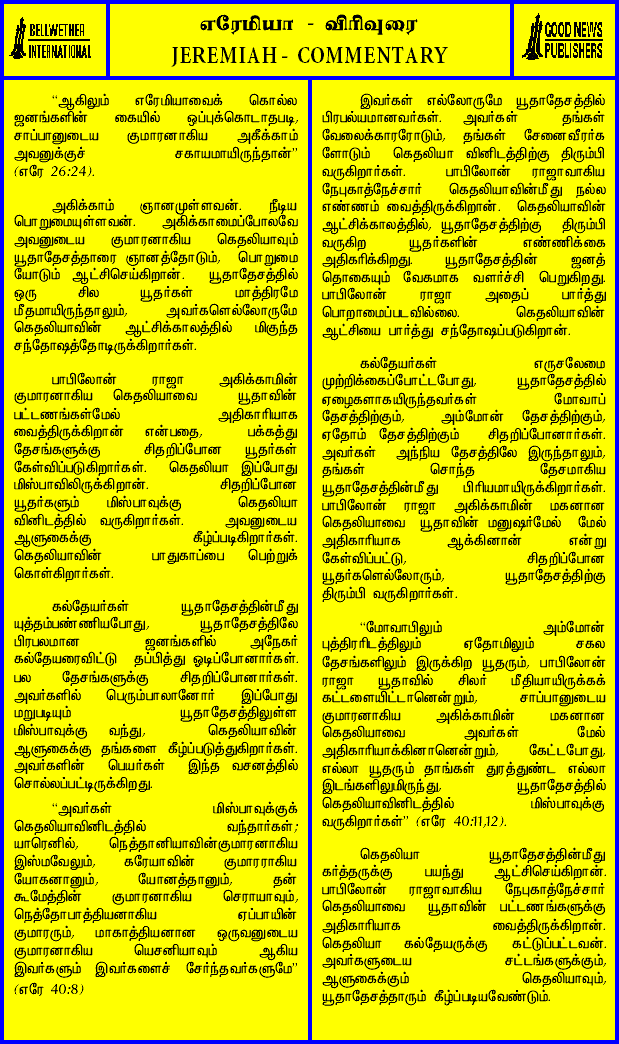 BELLWETHER
INTERNATIONAL
எரேமியா - விரிவுரை
JEREMIAH - COMMENTARY
GOOD NEWS
PUBLISHERS
“ஆகிலும் எரேமியாவைக் கொல்ல
ஜனங்களின் கையில் ஒப்புக்கொடாதபடி,
சாப்பானுடைய குமாரனாகிய அகீக்காம்
அவனுக்குச் சகாயமாயிருந்தான்”
(எரே 26:24).
அகிக்காம் ஞானமுள்ளவன். நீடிய
பொறுமையுள்ளவன். அகிக்காமைப்போலவே
அவனுடைய குமாரனாகிய கெதலியாவும்
யூதாதேசத்தாரை ஞானத்தோடும், பொறுமை
யோடும் ஆட்சிசெய்கிறான். யூதாதேசத்தில்
ஒரு சில யூதர்கள் மாத்திரமே
மீதமாயிருந்தாலும், அவர்களெல்லோருமே
கெதலியாவின் ஆட்சிக்காலத்தில் மிகுந்த
சந்தோஷத்தோடிருக்கிறார்கள்.
பாபிலோன் ராஜா அகிக்காமின்
குமாரனாகிய கெதலியாவை யூதாவின்
பட்டணங்கள்மேல் அதிகாரியாக
வைத்திருக்கிறான் என்பதை, பக்கத்து
தேசங்களுக்கு சிதறிப்போன யூதர்கள்
கேள்விப்படுகிறார்கள். கெதலியா இப்போது
மிஸ்பாவிலிருக்கிறான். சிதறிப்போன
யூதர்களும் மிஸ்பாவுக்கு கெதலியா
வினிடத்தில் வருகிறார்கள். அவனுடைய
ஆளுகைக்கு கீழ்ப்படிகிறார்கள்.
கெதலியாவின் பாதுகாப்பை பெற்றுக்
கொள்கிறார்கள்.
கல்தேயர்கள் யூதாதேசத்தின்மீது
யுத்தம்பண்ணியபோது, யூதாதேசத்திலே
பிரபலமான ஜனங்களில் அநேகர்
கல்தேயரைவிட்டு தப்பித்து ஓடிப்போனார்கள்.
பல தேசங்களுக்கு சிதறிப்போனார்கள்.
அவர்களில் பெரும்பாலானோர் இப்போது
மறுபடியும் யூதாதேசத்திலுள்ள
மிஸ்பாவுக்கு வந்து, கெதலியாவின்
ஆளுகைக்கு தங்களை கீழ்ப்படுத்துகிறார்கள்.
அவர்களின் பெயர்கள் இந்த வசனத்தில்
சொல்லப்பட்டிருக்கிறது.
“அவர்கள் மிஸ்பாவுக்குக்
கெதலியாவினிடத்தில் வந்தார்கள்;
யாரெனில், நெத்தானியாவின்குமாரனாகிய
இஸ்மவேலும், கரேயாவின் குமாரராகிய
யோகனானும், யோனத்தானும், தன்
கூமேத்தின் குமாரனாகிய செராயாவும்,
நெத்தோபாத்தியனாகிய ஏப்பாயின்
குமாரரும், மாகாத்தியனான ஒருவனுடைய
குமாரனாகிய யெசனியாவும் ஆகிய
இவர்களும் இவர்களைச் சேர்ந்தவர்களுமே”
(எரே 40:8)
இவர்கள் எல்லோருமே யூதாதேசத்தில்
பிரபல்யமானவர்கள். அவர்கள் தங்கள்
வேலைக்காரரோடும், தங்கள் சேனைவீரர்க
ளோடும் கெதலியா வினிடத்திற்கு திரும்பி
வருகிறார்கள். பாபிலோன் ராஜாவாகிய
நேபுகாத்நேச்சார் கெதலியாவின்மீது நல்ல
எண்ணம் வைத்திருக்கிறான். கெதலியாவின்
ஆட்சிக்காலத்தில், யூதாதேசத்திற்கு திரும்பி
வருகிற யூதர்களின் எண்ணிக்கை
அதிகரிக்கிறது. யூதாதேசத்தின் ஜனத்
தொகையும் வேகமாக வளர்ச்சி பெறுகிறது.
பாபிலோன் ராஜா அதைப் பார்த்து
பொறாமைப்படவில்லை. கெதலியாவின்
ஆட்சியை பார்த்து சந்தோஷப்படுகிறான்.
கல்தேயர்கள் எருசலேமை
முற்றிக்கைப்போட்டபோது, யூதாதேசத்தில்
ஏழைகளாகயிருந்தவர்கள் மோவாப்
தேசத்திற்கும், அம்மோன் தேசத்திற்கும்,
ஏதோம் தேசத்திற்கும் சிதறிப்போனார்கள்.
அவர்கள் அந்நிய தேசத்திலே இருந்தாலும்,
தங்கள் சொந்த தேசமாகிய
யூதாதேசத்தின்மீது பிரியமாயிருக்கிறார்கள்.
பாபிலோன் ராஜா அகிக்காமின் மகனான
கெதலியாவை யூதாவின் மனுஷர்மேல் மேல்
அதிகாரியாக ஆக்கினான் என்று
கேள்விப்பட்டு, சிதறிப்போன
யூதர்களெல்லோரும், யூதாதேசத்திற்கு
திரும்பி வருகிறார்கள்.
“மோவாபிலும் அம்மோன்
புத்திரரிடத்திலும் ஏதோமிலும் சகல
தேசங்களிலும் இருக்கிற யூதரும், பாபிலோன்
ராஜா யூதாவில் சிலர் மீதியாயிருக்கக்
கட்டளையிட்டானென்றும், சாப்பானுடைய
குமாரனாகிய அகிக்காமின் மகனான
கெதலியாவை அவர்கள் மேல்
அதிகாரியாக்கினானென்றும், கேட்டபோது,
எல்லா யூதரும் தாங்கள் துரத்துண்ட எல்லா
இடங்களிலுமிருந்து, யூதாதேசத்தில்
கெதலியாவினிடத்தில் மிஸ்பாவுக்கு
வருகிறார்கள்” (எரே 40:11,12).
கெதலியா யூதாதேசத்தின்மீது
கர்த்தருக்கு பயந்து ஆட்சிசெய்கிறான்.
பாபிலோன் ராஜாவாகிய நேபுகாத்நேச்சார்
கெதலியாவை யூதாவின் பட்டணங்களுக்கு
அதிகாரியாக வைத்திருக்கிறான்.
கெதலியா கல்தேயருக்கு கட்டுப்பட்டவன்.
அவர்களுடைய சட்டங்களுக்கும்,
ஆளுகைக்கும் கெதலியாவும்,
யூதாதேசத்தாரும் கீழ்ப்படியவேண்டும்.